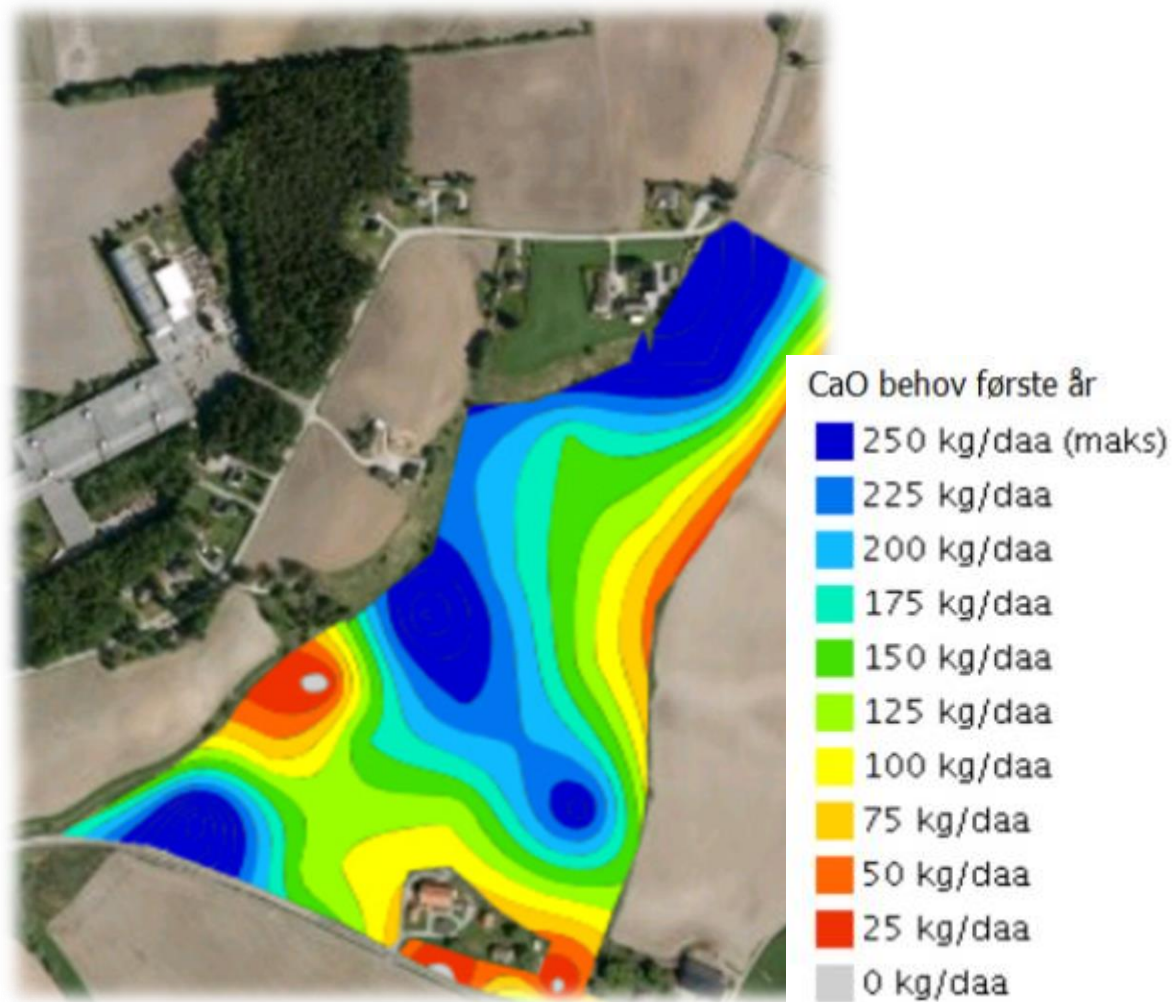 CaO behov første år
250 kg/daa (maks)
225 kg/daa
200 kg/daa
175 kg/daa
150 kg/daa
125 kg/daa
100 kg/daa
75 kg/daa
50 kg/daa
25 kg/daa
0 kg/daa